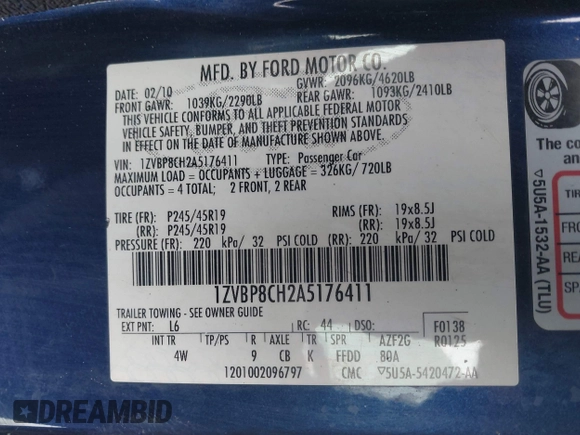 MFD. BY FORD MOTOR CO.
DATE: 02/10 GVWR: 2096KG/4620LB
FRONT GAWR: 1039KG/2290LB REAR GAWR: 1093KG/2410LB
THIS VEHICLE CONFORMS TO ALL APPLICABLE FEDERAL MOTOR
VEHICLE SAFETY, BUMPER, AND THEFT PREVENTION STANDARDS
IN EFFECT ON THE DATE OF MANUFACTURE SHOWN ABOVE.
VIN: 1ZVBP8CH2A5176411 TYPE: Passenger Car
MAXIMUM LOAD = OCCUPANTS + LUGGAGE = 326KG/ 720LB
OCCUPANTS = 4 TOTAL; 2 FRONT, 2 REAR
TIRE (FR): P245/45R19 RIMS (FR): 19x8.5J
(RR): P245/45R19 (RR): 19x8.5J
PRESSURE (FR): 220 kPa/ 32 PSI COLD (RR): 220 kPa/ 32 PSI COLD
1ZVBP8CH2A5176411
TRAILER TOWING - SEE OWNER GUIDE
EXT PNT: L6 RC: 44 DSO: F0138
INT TR TP/PS R AXLE TR SPR AZF2G R0125
4W 9 CB K FFDD 80A
1201002096797 CMC ▽5U5A-5420472-AA
The co
▽5U5A-1532-AA (TLU)
TIR
FRO
REA
SPA
DREAMBID